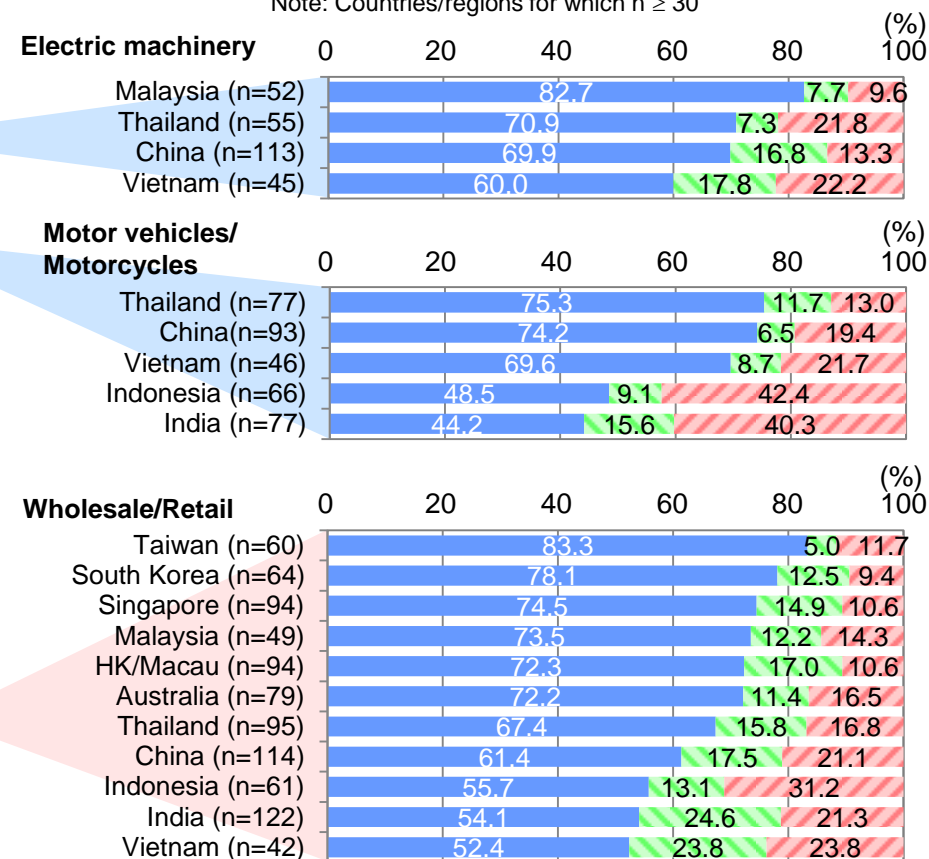 Note: Countries/regions for which n ≥ 30
(%)
Electric machinery 0 20 40 60 80 100
Malaysia (n=52) 82.7 7.7 9.6
Thailand (n=55) 70.9 7.3 21.8
China (n=113) 69.9 16.8 13.3
Vietnam (n=45) 60.0 17.8 22.2
Motor vehicles/ (%)
Motorcycles 0 20 40 60 80 100
Thailand (n=77) 75.3 11.7 13.0
China(n=93) 74.2 6.5 19.4
Vietnam (n=46) 69.6 8.7 21.7
Indonesia (n=66) 48.5 9.1 42.4
India (n=77) 44.2 15.6 40.3
(%)
Wholesale/Retail 0 20 40 60 80 100
Taiwan (n=60) 83.3 5.0 11.7
South Korea (n=64) 78.1 12.5 9.4
Singapore (n=94) 74.5 14.9 10.6
Malaysia (n=49) 73.5 12.2 14.3
HK/Macau (n=94) 72.3 17.0 10.6
Australia (n=79) 72.2 11.4 16.5
Thailand (n=95) 67.4 15.8 16.8
China (n=114) 61.4 17.5 21.1
Indonesia (n=61) 55.7 13.1 31.2
India (n=122) 54.1 24.6 21.3
Vietnam (n=42) 52.4 23.8 23.8